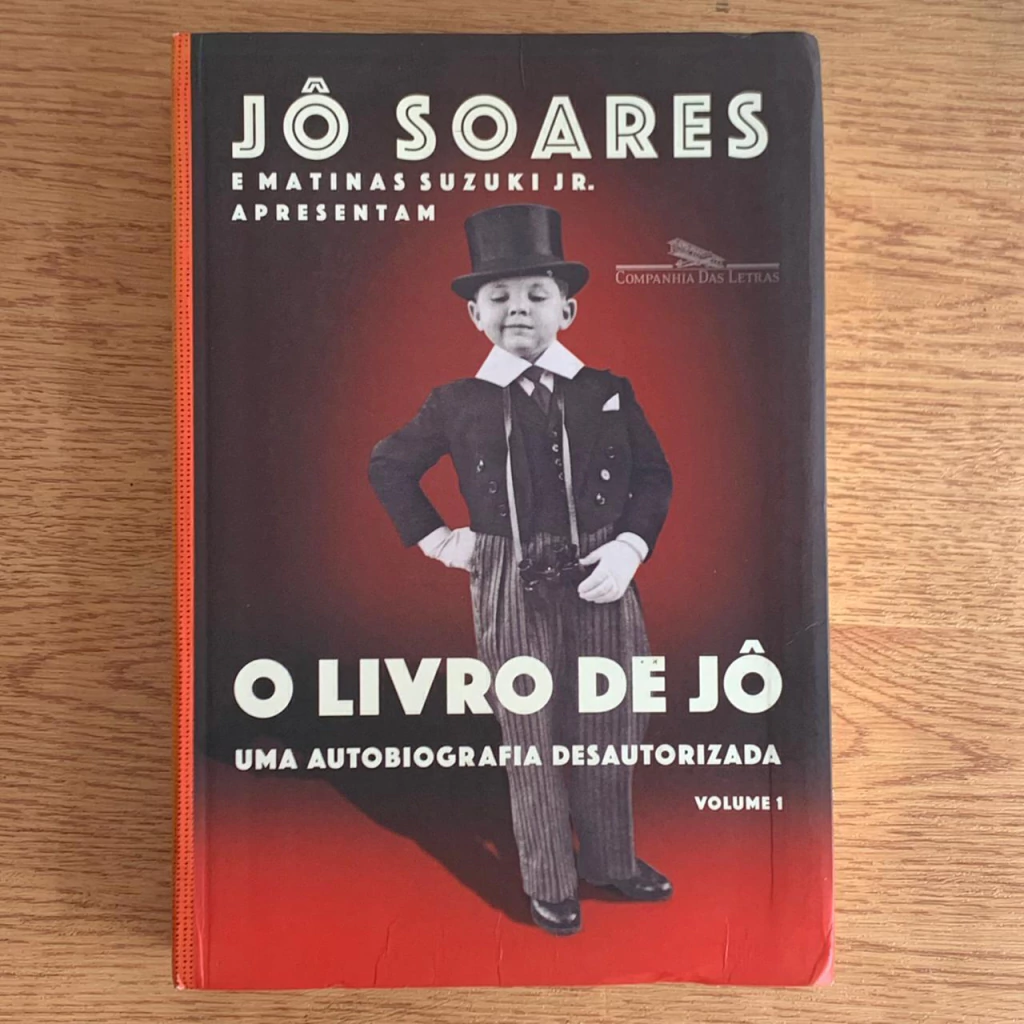 JÔ SOARES
E MATINAS SUZUKI JR.
APRESENTAM
COMPANHIA DAS LETRAS
O LIVRO DE JÔ
UMA AUTOBIOGRAFIA DESAUTORIZADA
VOLUME 1